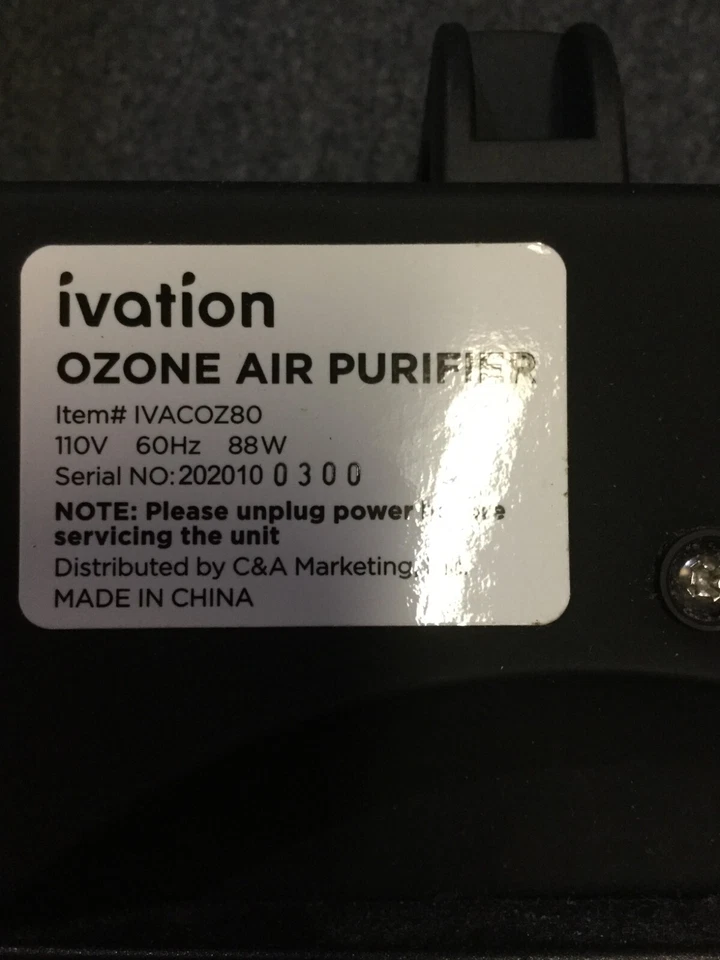 ivation
OZONE AIR PURIFIER
Item# IVACOZ80
110V 60Hz 88W
Serial NO: 202010 0300
NOTE: Please unplug power before
servicing the unit
Distributed by C&A Marketing,
MADE IN CHINA